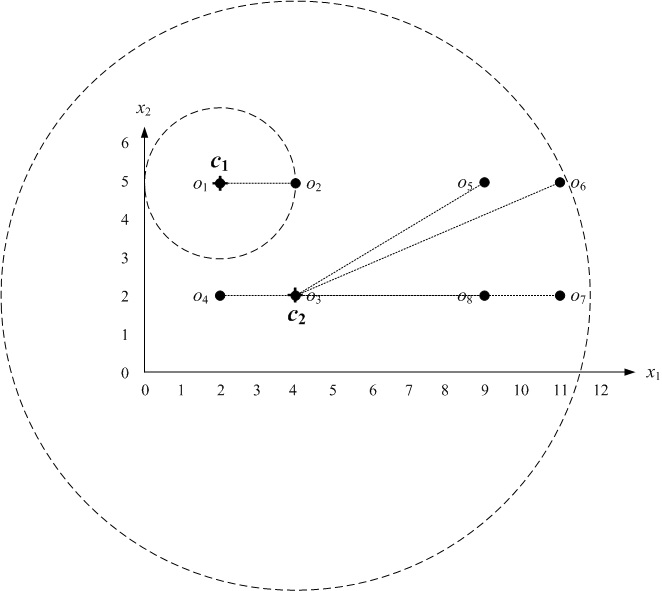 x₂
6
c₁
5 o₁ o₂ o₅ o₆
4
3
2 o₄ o₃ o₈ o₇
c₂
1
0 x₁
0 1 2 3 4 5 6 7 8 9 10 11 12